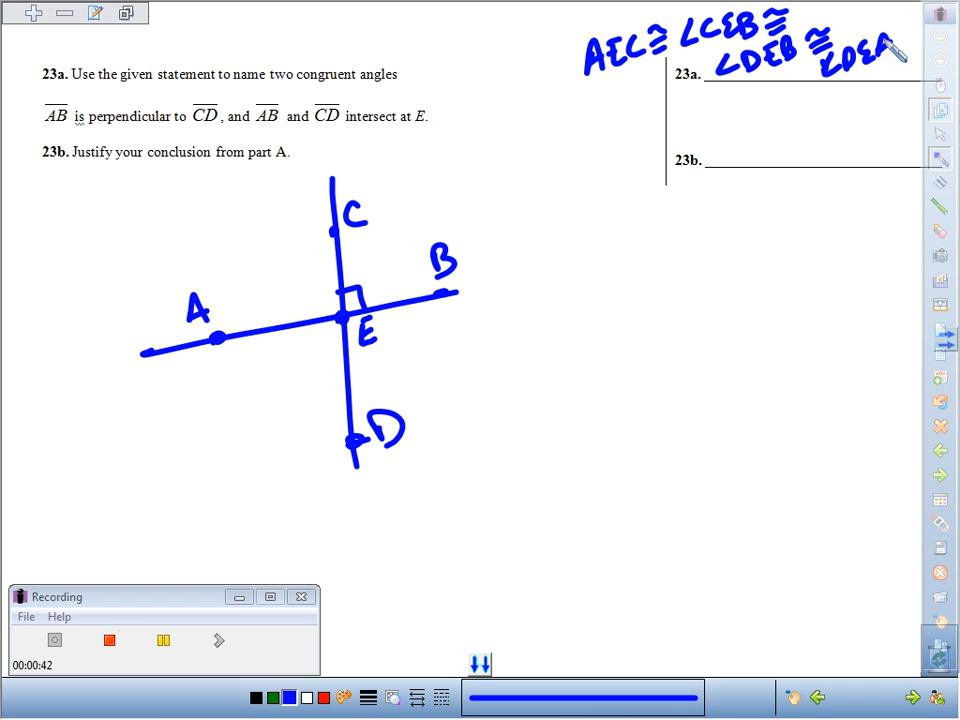 AEC ≅ ∠CEB ≅
∠DEB ≅
∠DEA
23a. Use the given statement to name two congruent angles
23a.
AB is perpendicular to CD, and AB and CD intersect at E.
23b. Justify your conclusion from part A.
23b.
C
B
A
E
D
Recording
File Help
00:00:42